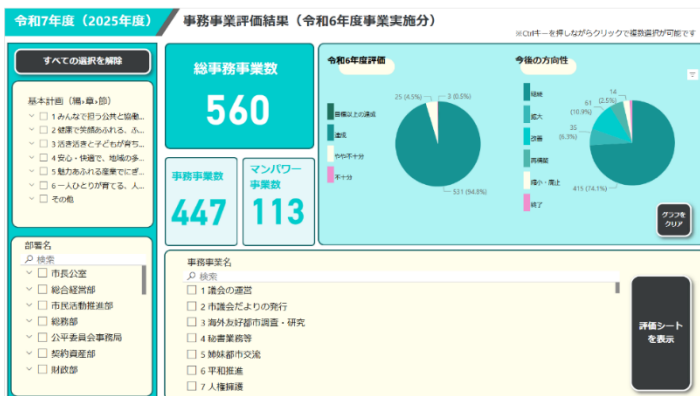 令和7年度（2025年度）　事務事業評価結果（令和6年度事業実施分）
※Ctrlキーを押しながらクリックで複数選択が可能です
すべての選択を解除
基本計画（編›章›節）
1 みんなで担う公共と協働...
2 健康で笑顔あふれる、ふ...
3 活き活きと子どもが育ち...
4 安心・快適で、地域の多...
5 魅力あふれる産業でにぎ...
6 一人ひとりが育てる、人...
その他
部署名
検索
市長公室
総合経営部
市民活動推進部
総務部
公平委員会事務局
契約資産部
財政部
総事務事業数
560
事務事業数
447
マンパワー
事業数
113
令和6年度評価
目標以上の達成
達成
やや不十分
不十分
25 (4.5%)
3 (0.5%)
531 (94.8%)
今後の方向性
継続
拡大
改善
再構築
縮小・廃止
終了
14
(2.5%)
61
(10.9%)
35
(6.3%)
415 (74.1%)
グラフを
クリア
事務事業名
検索
1 議会の運営
2 市議会だよりの発行
3 海外友好都市調査・研究
4 秘書業務等
5 姉妹都市交流
6 平和推進
7 人権擁護
評価シート
を表示